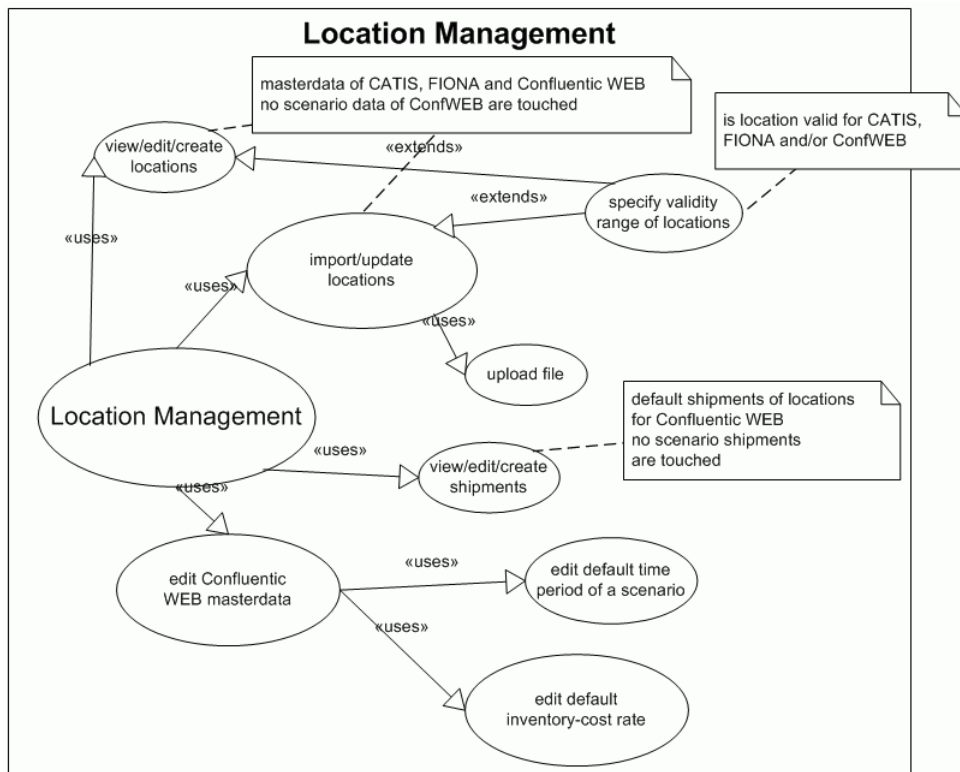 Location Management
masterdata of CATIS, FIONA and Confluentic WEB
no scenario data of ConfWEB are touched
is location valid for CATIS,
FIONA and/or ConfWEB
view/edit/create
locations
«extends»
«extends»
specify validity
range of locations
«uses»
import/update
locations
«uses»
«uses»
upload file
Location Management
default shipments of locations
for Confluentic WEB
no scenario shipments
are touched
«uses»
view/edit/create
shipments
«uses»
edit Confluentic
WEB masterdata
«uses»
edit default time
period of a scenario
«uses»
edit default
inventory-cost rate